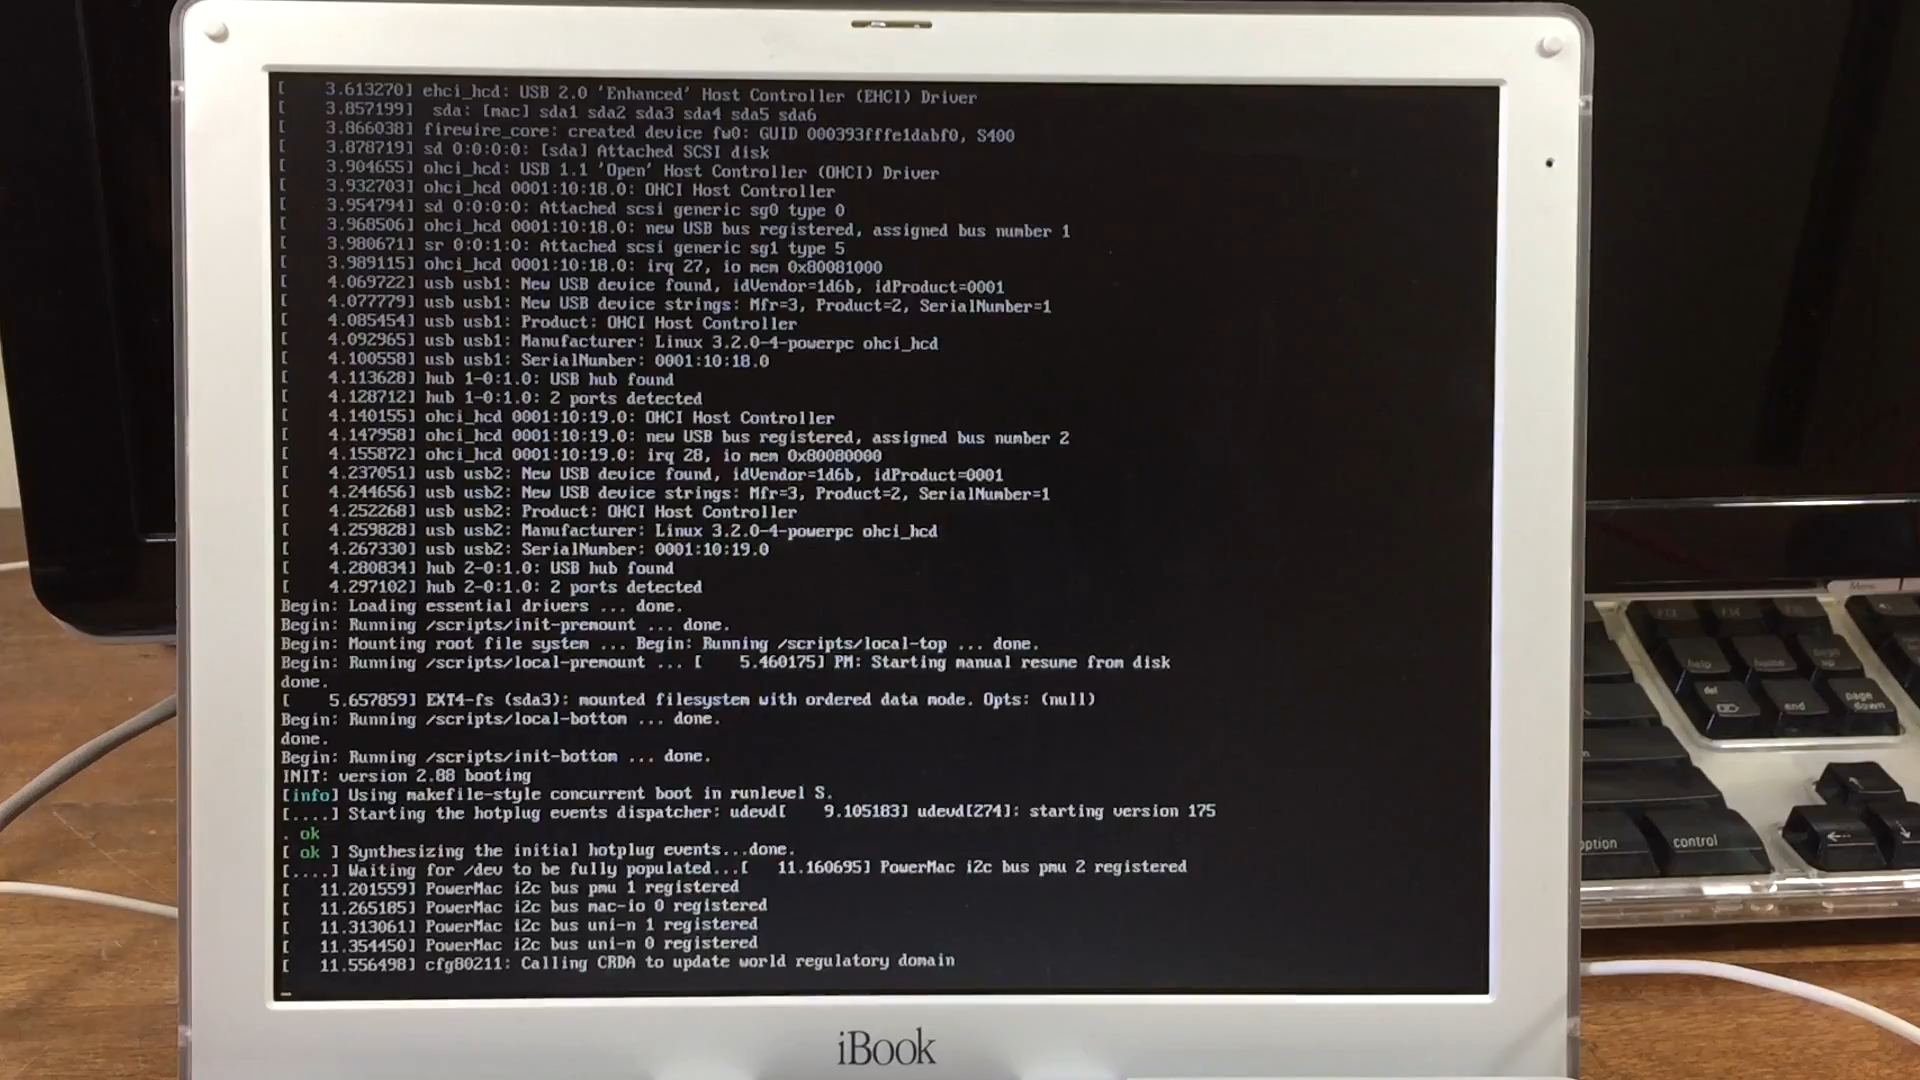 [    3.613270] ehci_hcd: USB 2.0 'Enhanced' Host Controller (EHCI) Driver
[    3.857199]  sda: [mac] sda1 sda2 sda3 sda4 sda5 sda6
[    3.866038] firewire_core: created device fw0: GUID 000393fffe1dabf0, S400
[    3.878719] sd 0:0:0:0: [sda] Attached SCSI disk
[    3.904655] ohci_hcd: USB 1.1 'Open' Host Controller (OHCI) Driver
[    3.932703] ohci_hcd 0001:10:18.0: OHCI Host Controller
[    3.954794] sd 0:0:0:0: Attached scsi generic sg0 type 0
[    3.968506] ohci_hcd 0001:10:18.0: new USB bus registered, assigned bus number 1
[    3.980671] sr 0:0:1:0: Attached scsi generic sg1 type 5
[    3.989115] ohci_hcd 0001:10:18.0: irq 27, io mem 0x80081000
[    4.069722] usb usb1: New USB device found, idVendor=1d6b, idProduct=0001
[    4.077779] usb usb1: New USB device strings: Mfr=3, Product=2, SerialNumber=1
[    4.085454] usb usb1: Product: OHCI Host Controller
[    4.092965] usb usb1: Manufacturer: Linux 3.2.0-4-powerpc ohci_hcd
[    4.100558] usb usb1: SerialNumber: 0001:10:18.0
[    4.113628] hub 1-0:1.0: USB hub found
[    4.128712] hub 1-0:1.0: 2 ports detected
[    4.140155] ohci_hcd 0001:10:19.0: OHCI Host Controller
[    4.147958] ohci_hcd 0001:10:19.0: new USB bus registered, assigned bus number 2
[    4.155872] ohci_hcd 0001:10:19.0: irq 28, io mem 0x80080000
[    4.237051] usb usb2: New USB device found, idVendor=1d6b, idProduct=0001
[    4.244656] usb usb2: New USB device strings: Mfr=3, Product=2, SerialNumber=1
[    4.252268] usb usb2: Product: OHCI Host Controller
[    4.259828] usb usb2: Manufacturer: Linux 3.2.0-4-powerpc ohci_hcd
[    4.267330] usb usb2: SerialNumber: 0001:10:19.0
[    4.280834] hub 2-0:1.0: USB hub found
[    4.297102] hub 2-0:1.0: 2 ports detected
Begin: Loading essential drivers ... done.
Begin: Running /scripts/init-premount ... done.
Begin: Mounting root file system ... Begin: Running /scripts/local-top ... done.
Begin: Running /scripts/local-premount ... [    5.460175] PM: Starting manual resume from disk
done.
[    5.657859] EXT4-fs (sda3): mounted filesystem with ordered data mode. Opts: (null)
Begin: Running /scripts/local-bottom ... done.
done.
Begin: Running /scripts/init-bottom ... done.
INIT: version 2.88 booting
[info] Using makefile-style concurrent boot in runlevel S.
[....] Starting the hotplug events dispatcher: udevd[    9.105183] udevd[274]: starting version 175
. ok
[ ok ] Synthesizing the initial hotplug events...done.
[....] Waiting for /dev to be fully populated...[   11.160695] PowerMac i2c bus pmu 2 registered
[   11.201559] PowerMac i2c bus pmu 1 registered
[   11.265185] PowerMac i2c bus mac-io 0 registered
[   11.313061] PowerMac i2c bus uni-n 1 registered
[   11.354450] PowerMac i2c bus uni-n 0 registered
[   11.556498] cfg80211: Calling CRDA to update world regulatory domain
iBook
help
home
page up
del
end
page down
option
control